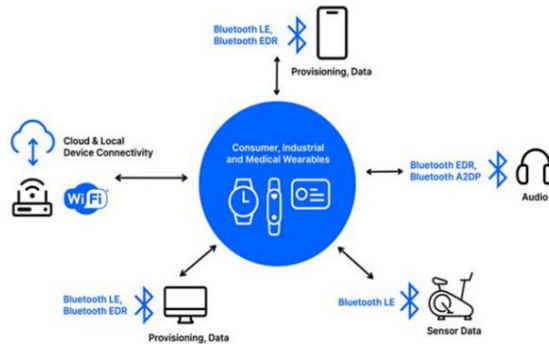 Bluetooth LE,
Bluetooth EDR
Provisioning, Data
Cloud & Local
Device Connectivity
WiFi
Consumer, Industrial
and Medical Wearables
Bluetooth EDR,
Bluetooth A2DP
Audio
Bluetooth LE,
Bluetooth EDR
Provisioning, Data
Bluetooth LE
Sensor Data